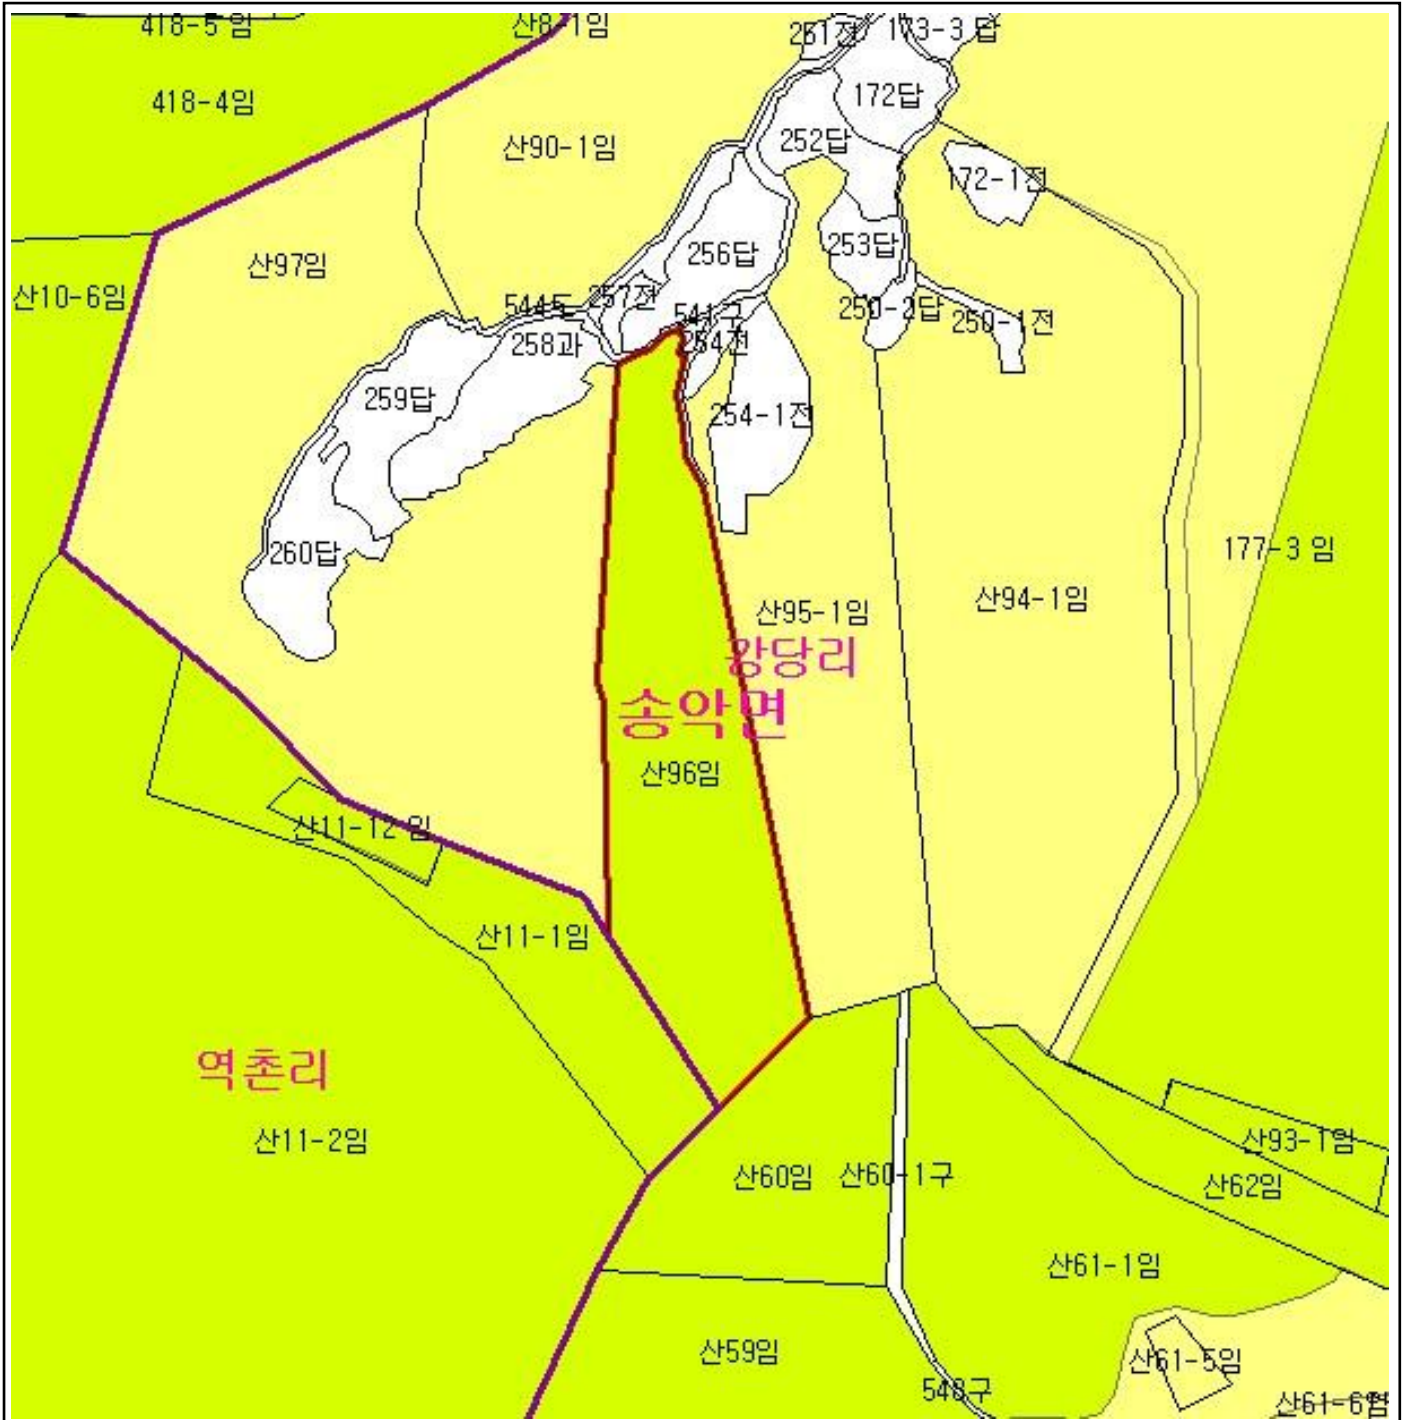 418-5 임
산8-1임
251전
173-3 답
418-4임
172답
산90-1임
252답
172-1전
산97임
256답
253답
산10-6임
257전
544도
541구
250-2답
250-1전
258과
254전
259답
254-1전
260답
177-3 임
산95-1임
산94-1임
강당리
송악면
산96임
산11-12 임
산11-1임
역촌리
산11-2임
산93-1임
산60임
산60-1구
산62임
산61-1임
산59임
산61-5임
548구
산61-6임